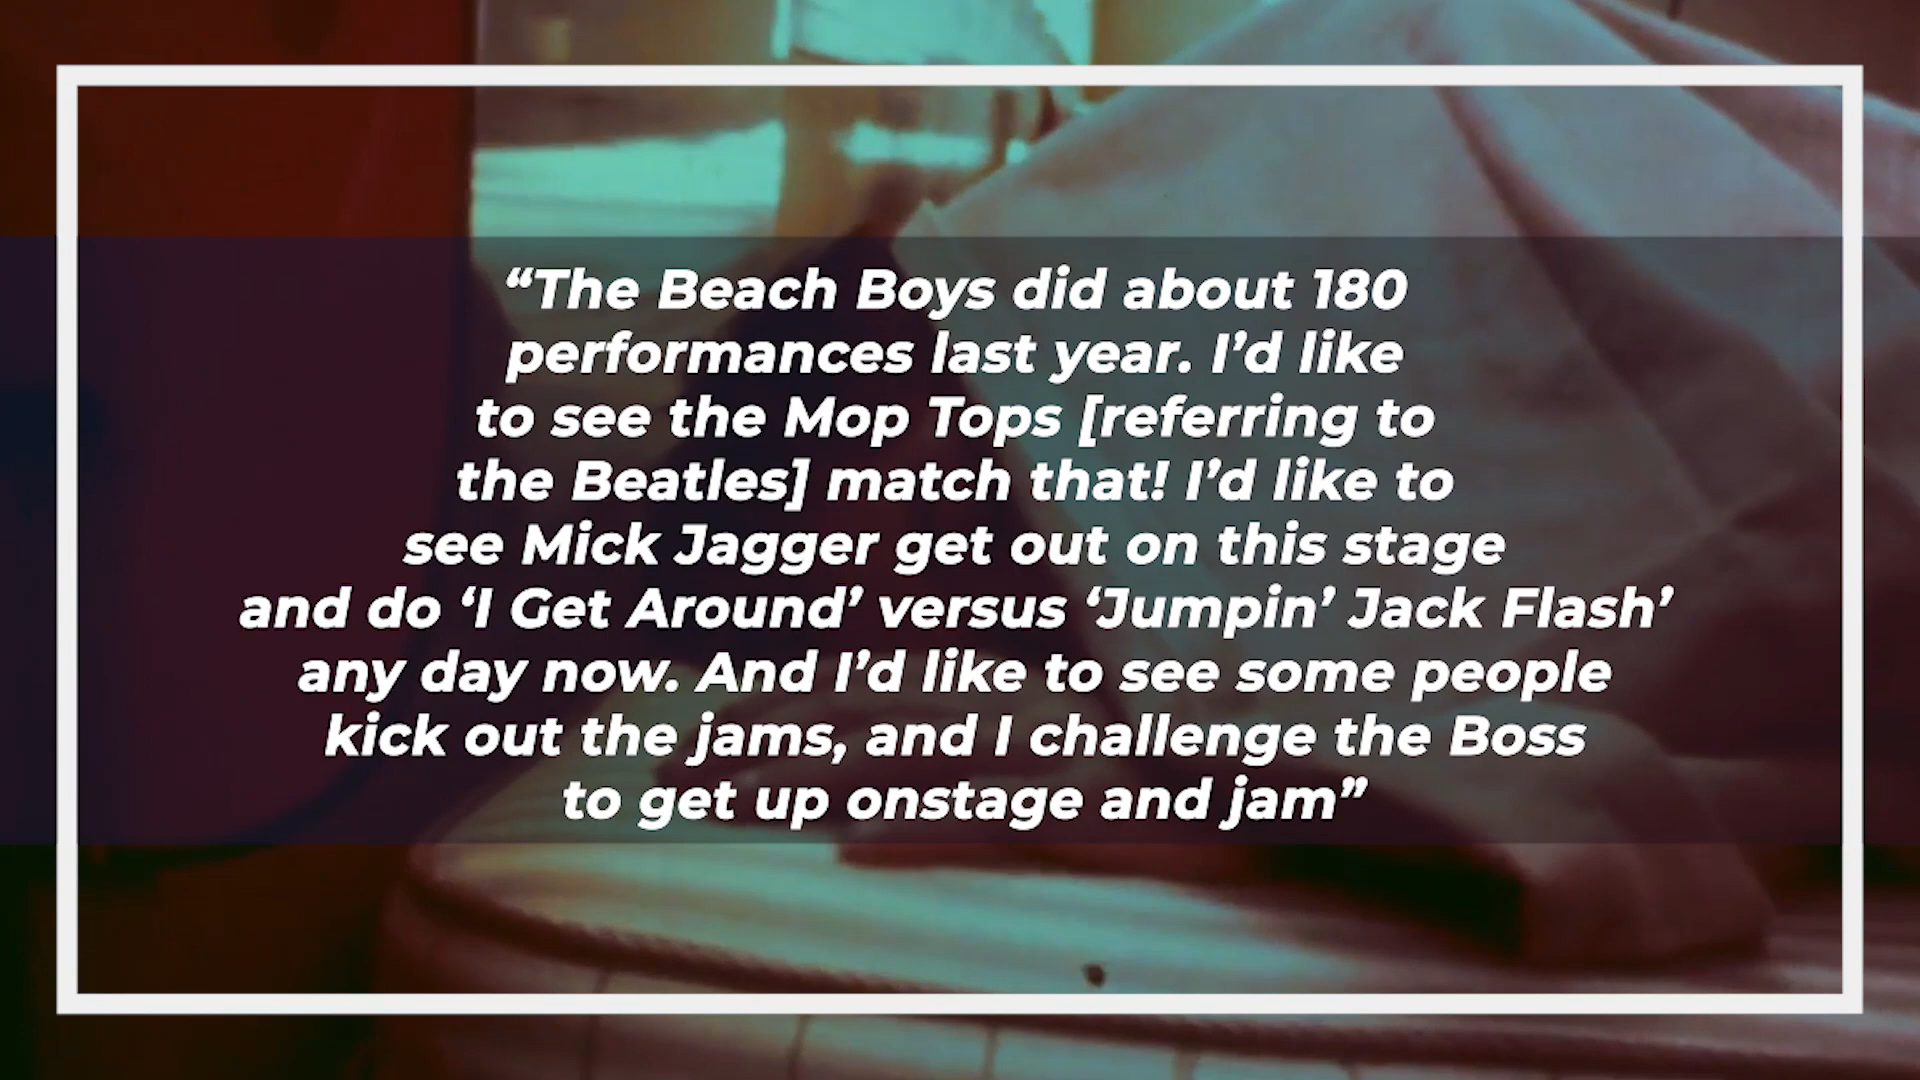 “The Beach Boys did about 180
performances last year. I’d like
to see the Mop Tops [referring to
the Beatles] match that! I’d like to
see Mick Jagger get out on this stage
and do ‘I Get Around’ versus ‘Jumpin’ Jack Flash’
any day now. And I’d like to see some people
kick out the jams, and I challenge the Boss
to get up onstage and jam”